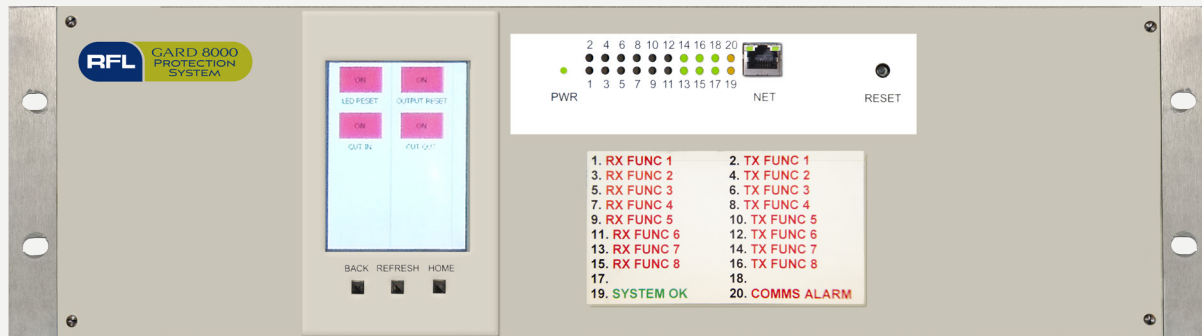 RFL GARD 8000
PROTECTION
SYSTEM
ON ON
LED RESET OUTPUT RESET
ON ON
CUT IN CUT OUT
BACK REFRESH HOME
2 4 6 8 10 12 14 16 18 20
1 3 5 7 9 11 13 15 17 19
PWR NET RESET
1. RX FUNC 1 2. TX FUNC 1
3. RX FUNC 2 4. TX FUNC 2
5. RX FUNC 3 6. TX FUNC 3
7. RX FUNC 4 8. TX FUNC 4
9. RX FUNC 5 10. TX FUNC 5
11. RX FUNC 6 12. TX FUNC 6
13. RX FUNC 7 14. TX FUNC 7
15. RX FUNC 8 16. TX FUNC 8
17. 18.
19. SYSTEM OK 20. COMMS ALARM